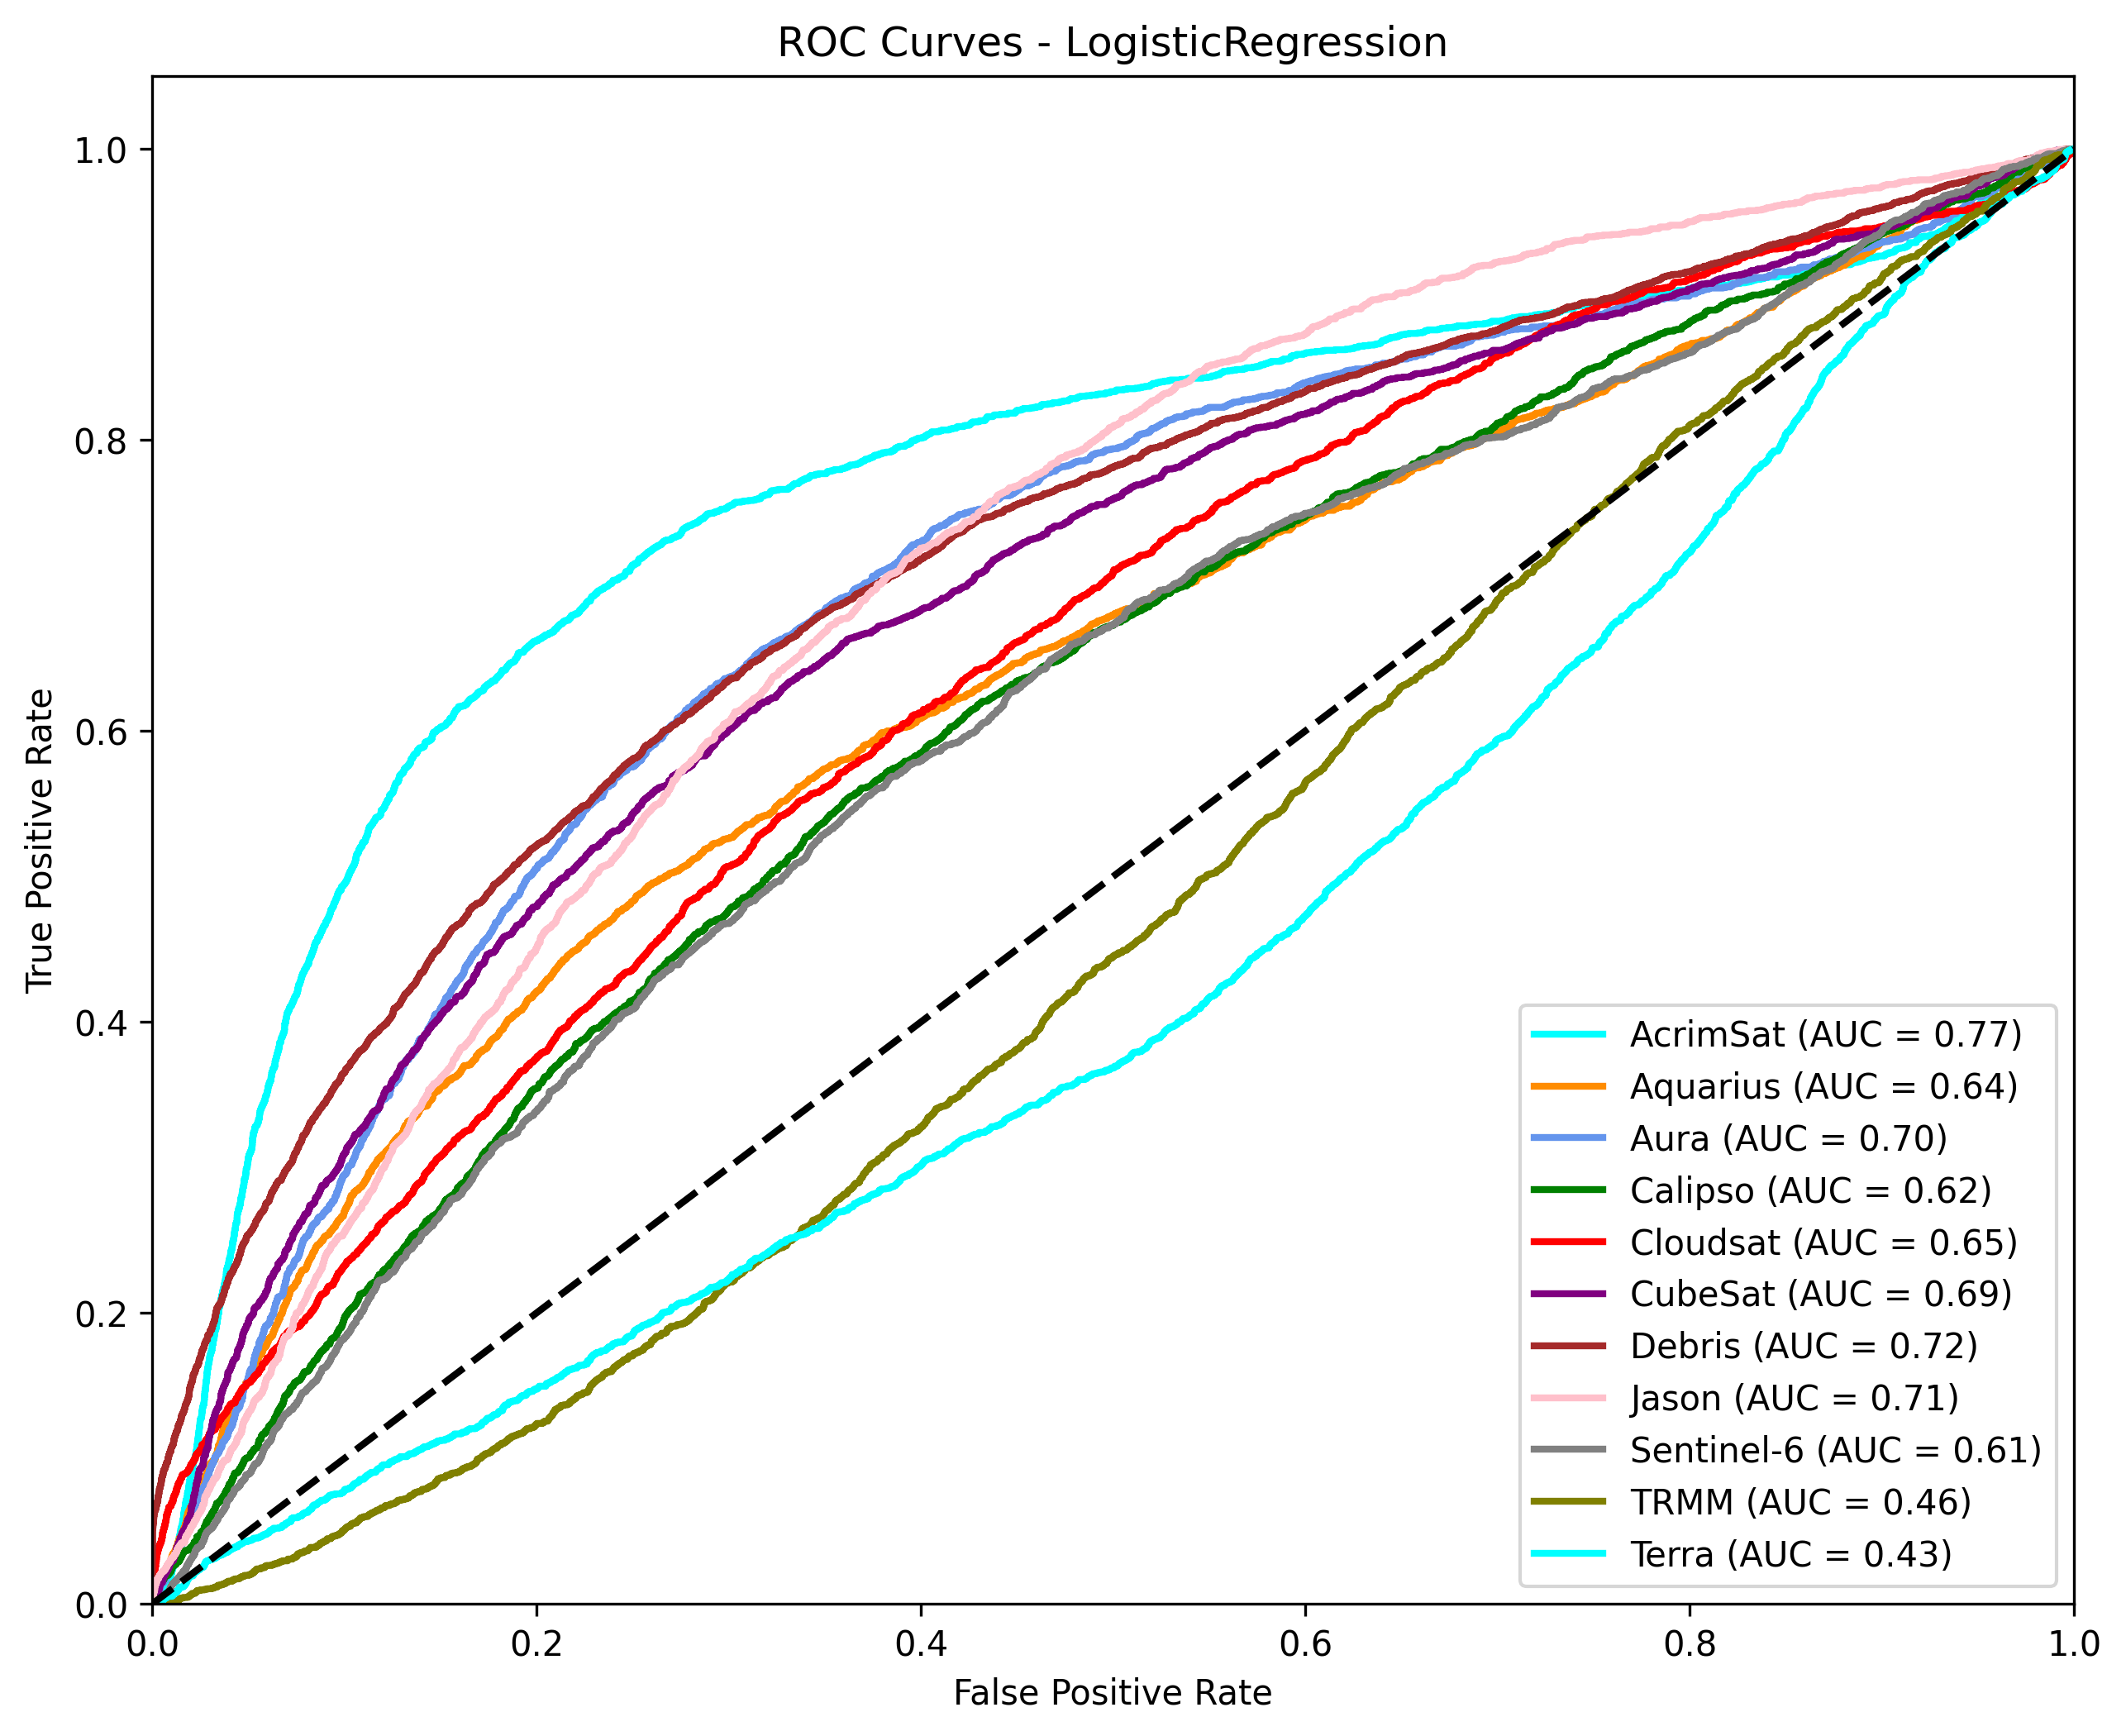 ROC Curves - LogisticRegression
True Positive Rate
1.0
0.8
0.6
0.4
0.2
0.0
AcrimSat (AUC = 0.77)
Aquarius (AUC = 0.64)
Aura (AUC = 0.70)
Calipso (AUC = 0.62)
Cloudsat (AUC = 0.65)
CubeSat (AUC = 0.69)
Debris (AUC = 0.72)
Jason (AUC = 0.71)
Sentinel-6 (AUC = 0.61)
TRMM (AUC = 0.46)
Terra (AUC = 0.43)
0.0 0.2 0.4 0.6 0.8 1.0
False Positive Rate